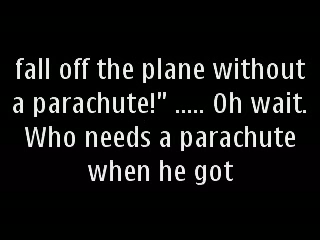 fall off the plane without
a parachute!” ..... Oh wait.
Who needs a parachute
when he got